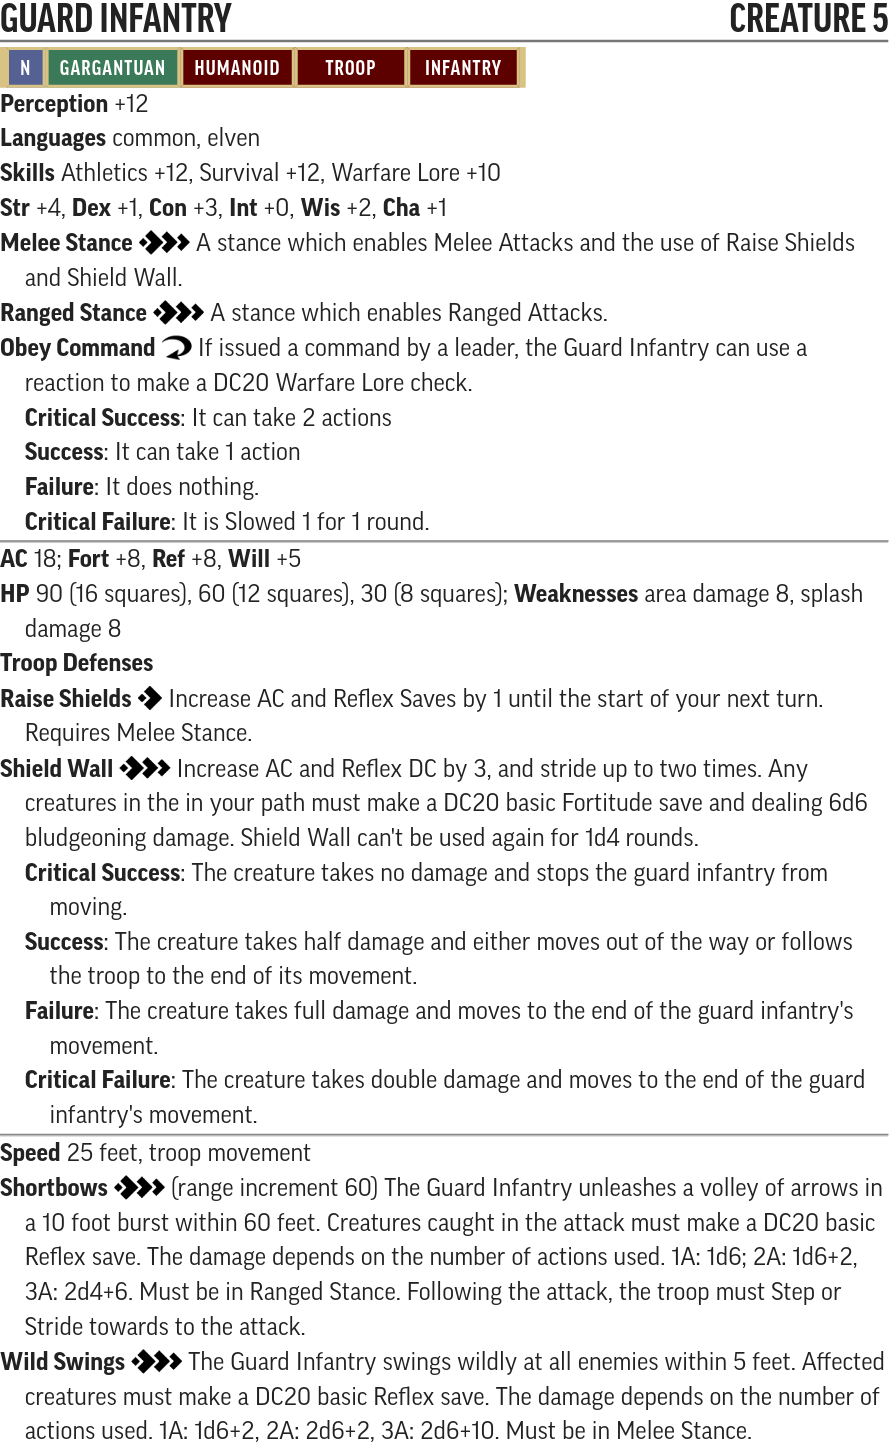 GUARD INFANTRY CREATURE 5
N GARGANTUAN HUMANOID TROOP INFANTRY
Perception +12
Languages common, elven
Skills Athletics +12, Survival +12, Warfare Lore +10
Str +4, Dex +1, Con +3, Int +0, Wis +2, Cha +1
Melee Stance A stance which enables Melee Attacks and the use of Raise Shields
and Shield Wall.
Ranged Stance A stance which enables Ranged Attacks.
Obey Command If issued a command by a leader, the Guard Infantry can use a
reaction to make a DC20 Warfare Lore check.
Critical Success: It can take 2 actions
Success: It can take 1 action
Failure: It does nothing.
Critical Failure: It is Slowed 1 for 1 round.
AC 18; Fort +8, Ref +8, Will +5
HP 90 (16 squares), 60 (12 squares), 30 (8 squares); Weaknesses area damage 8, splash
damage 8
Troop Defenses
Raise Shields Increase AC and Reflex Saves by 1 until the start of your next turn.
Requires Melee Stance.
Shield Wall Increase AC and Reflex DC by 3, and stride up to two times. Any
creatures in the in your path must make a DC20 basic Fortitude save and dealing 6d6
bludgeoning damage. Shield Wall can't be used again for 1d4 rounds.
Critical Success: The creature takes no damage and stops the guard infantry from
moving.
Success: The creature takes half damage and either moves out of the way or follows
the troop to the end of its movement.
Failure: The creature takes full damage and moves to the end of the guard infantry's
movement.
Critical Failure: The creature takes double damage and moves to the end of the guard
infantry's movement.
Speed 25 feet, troop movement
Shortbows (range increment 60) The Guard Infantry unleashes a volley of arrows in
a 10 foot burst within 60 feet. Creatures caught in the attack must make a DC20 basic
Reflex save. The damage depends on the number of actions used. 1A: 1d6; 2A: 1d6+2,
3A: 2d4+6. Must be in Ranged Stance. Following the attack, the troop must Step or
Stride towards to the attack.
Wild Swings The Guard Infantry swings wildly at all enemies within 5 feet. Affected
creatures must make a DC20 basic Reflex save. The damage depends on the number of
actions used. 1A: 1d6+2, 2A: 2d6+2, 3A: 2d6+10. Must be in Melee Stance.